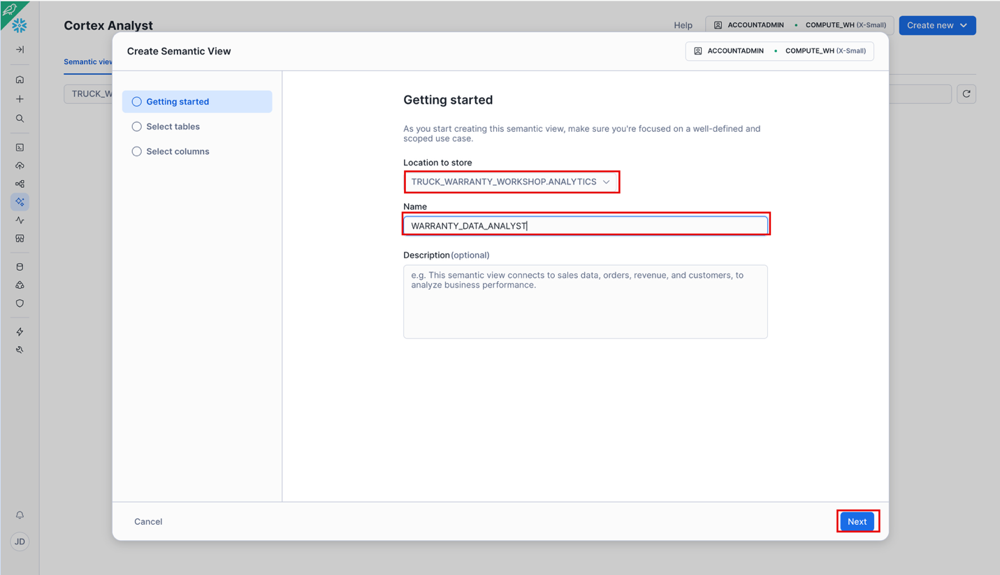 Cortex Analyst
Help
ACCOUNTADMIN • COMPUTE_WH (X-Small)
Create new
Semantic view
TRUCK_W
Create Semantic View
ACCOUNTADMIN • COMPUTE_WH (X-Small)
Getting started
Select tables
Select columns
Getting started
As you start creating this semantic view, make sure you're focused on a well-defined and
scoped use case.
Location to store
TRUCK_WARRANTY_WORKSHOP.ANALYTICS
Name
WARRANTY_DATA_ANALYST
Description (optional)
e.g. This semantic view connects to sales data, orders, revenue, and customers, to
analyze business performance.
Cancel
Next
JD